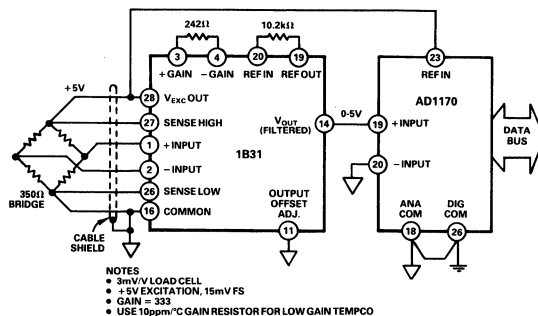 242Ω
10.2kΩ
3
4
20
19
+ GAIN
– GAIN
REF IN
REF OUT
23
REF IN
+5V
28
VEXC OUT
27
SENSE HIGH
1
+ INPUT
2
– INPUT
26
SENSE LOW
16
COMMON
1B31
VOUT
(FILTERED)
14
0-5V
OUTPUT
OFFSET
ADJ.
11
AD1170
19
+ INPUT
20
– INPUT
ANA
COM
DIG
COM
18
26
DATA
BUS
350Ω
BRIDGE
CABLE
SHIELD
NOTES
• 3mV/V LOAD CELL
• +5V EXCITATION, 15mV FS
• GAIN = 333
• USE 10ppm/°C GAIN RESISTOR FOR LOW GAIN TEMPCO